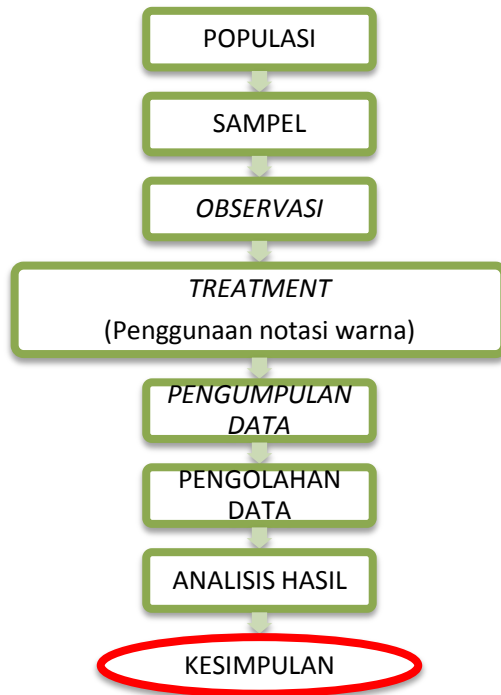 POPULASI
SAMPEL
OBSERVASI
TREATMENT
(Penggunaan notasi warna)
PENGUMPULAN
DATA
PENGOLAHAN
DATA
ANALISIS HASIL
KESIMPULAN